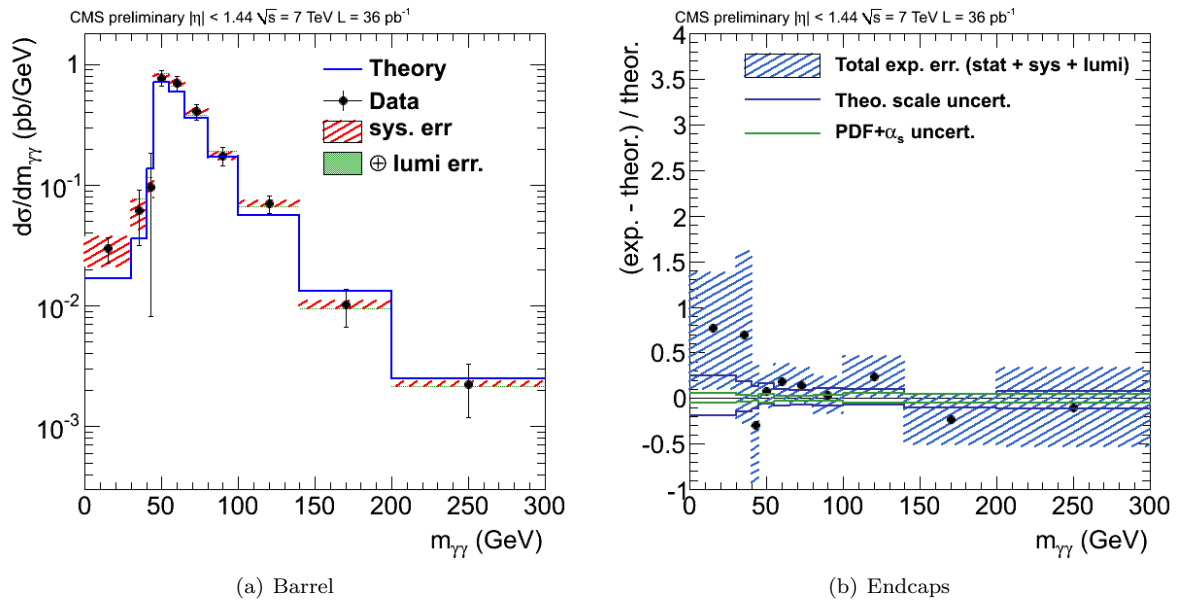 CMS preliminary |η| < 1.44 √s = 7 TeV L = 36 pb⁻¹
dσ/dmγγ (pb/GeV)
1
10⁻¹
10⁻²
10⁻³
Theory
Data
sys. err
⊕ lumi err.
0 50 100 150 200 250 300
mγγ (GeV)
(a) Barrel
CMS preliminary |η| < 1.44 √s = 7 TeV L = 36 pb⁻¹
(exp. - theor.) / theor.
4
3.5
3
2.5
2
1.5
1
0.5
0
-0.5
-1
Total exp. err. (stat + sys + lumi)
Theo. scale uncert.
PDF+αs uncert.
0 50 100 150 200 250 300
mγγ (GeV)
(b) Endcaps